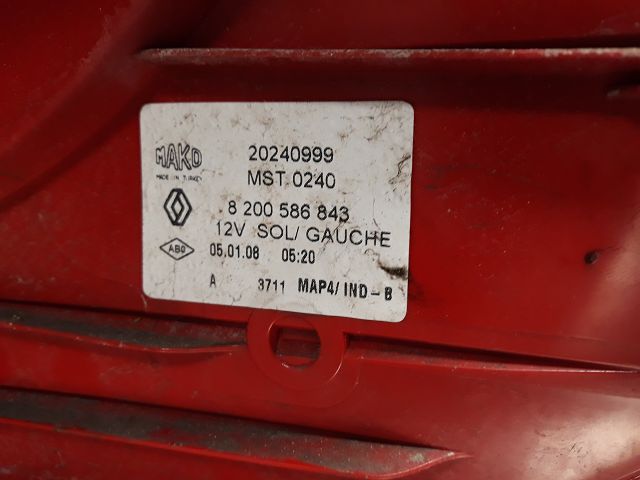 MAKO
MADE IN TURKEY
20240999
MST 0240
8 200 586 843
12V SOL/ GAUCHE
ABO
05.01.08 05:20
A 3711 MAP4/ IND-B